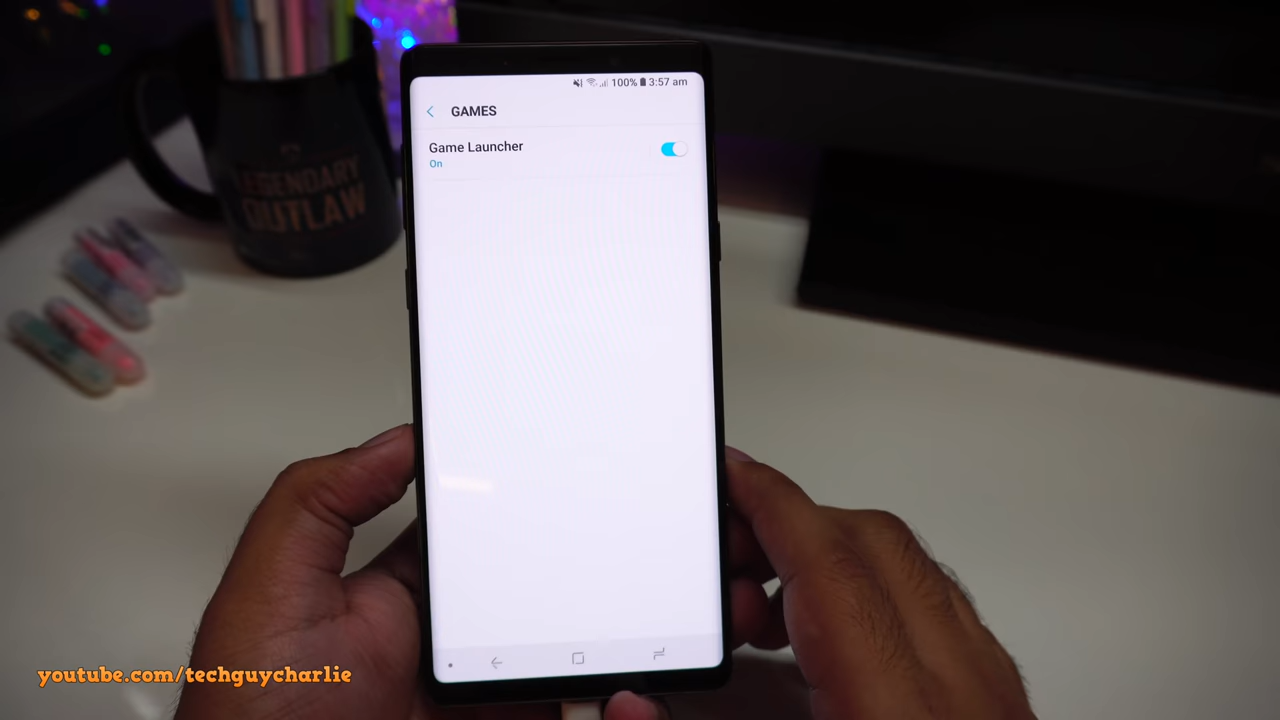 100% 3:57 am
GAMES
Game Launcher
On
LEGENDARY
OUTLAW
youtube.com/techguycharlie